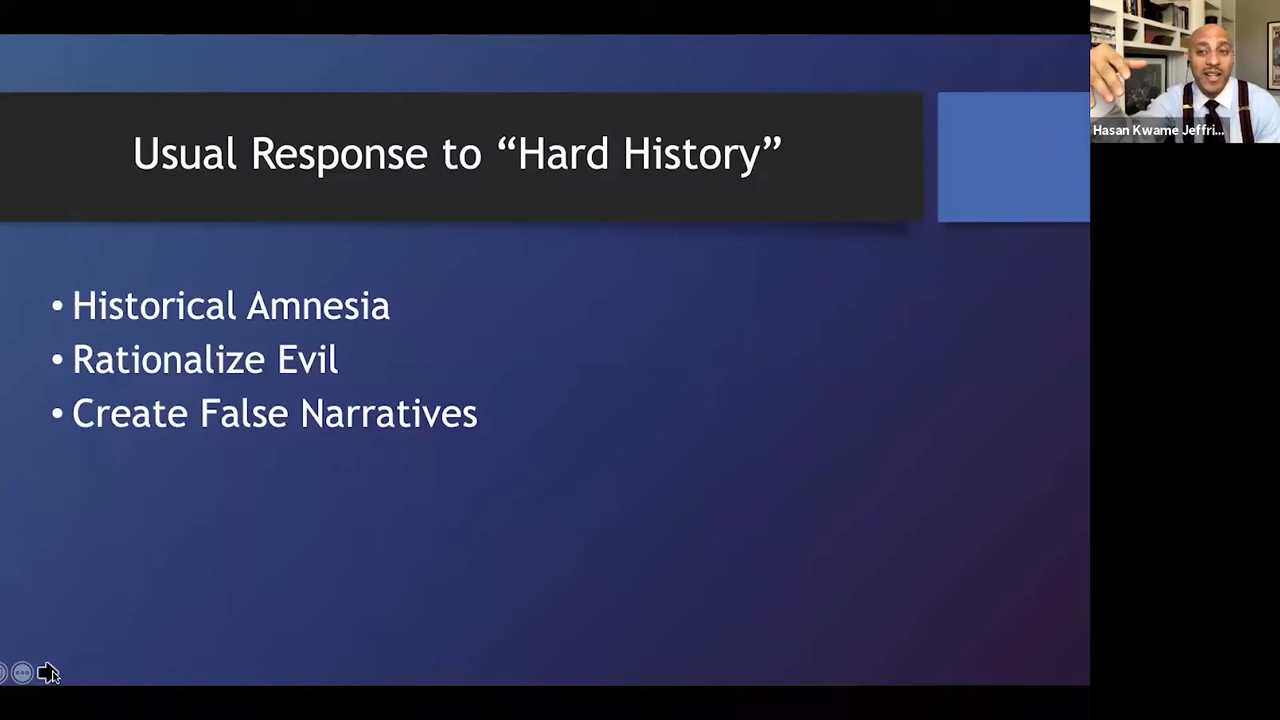 Usual Response to “Hard History”
Hasan Kwame Jeffri...
• Historical Amnesia
• Rationalize Evil
• Create False Narratives